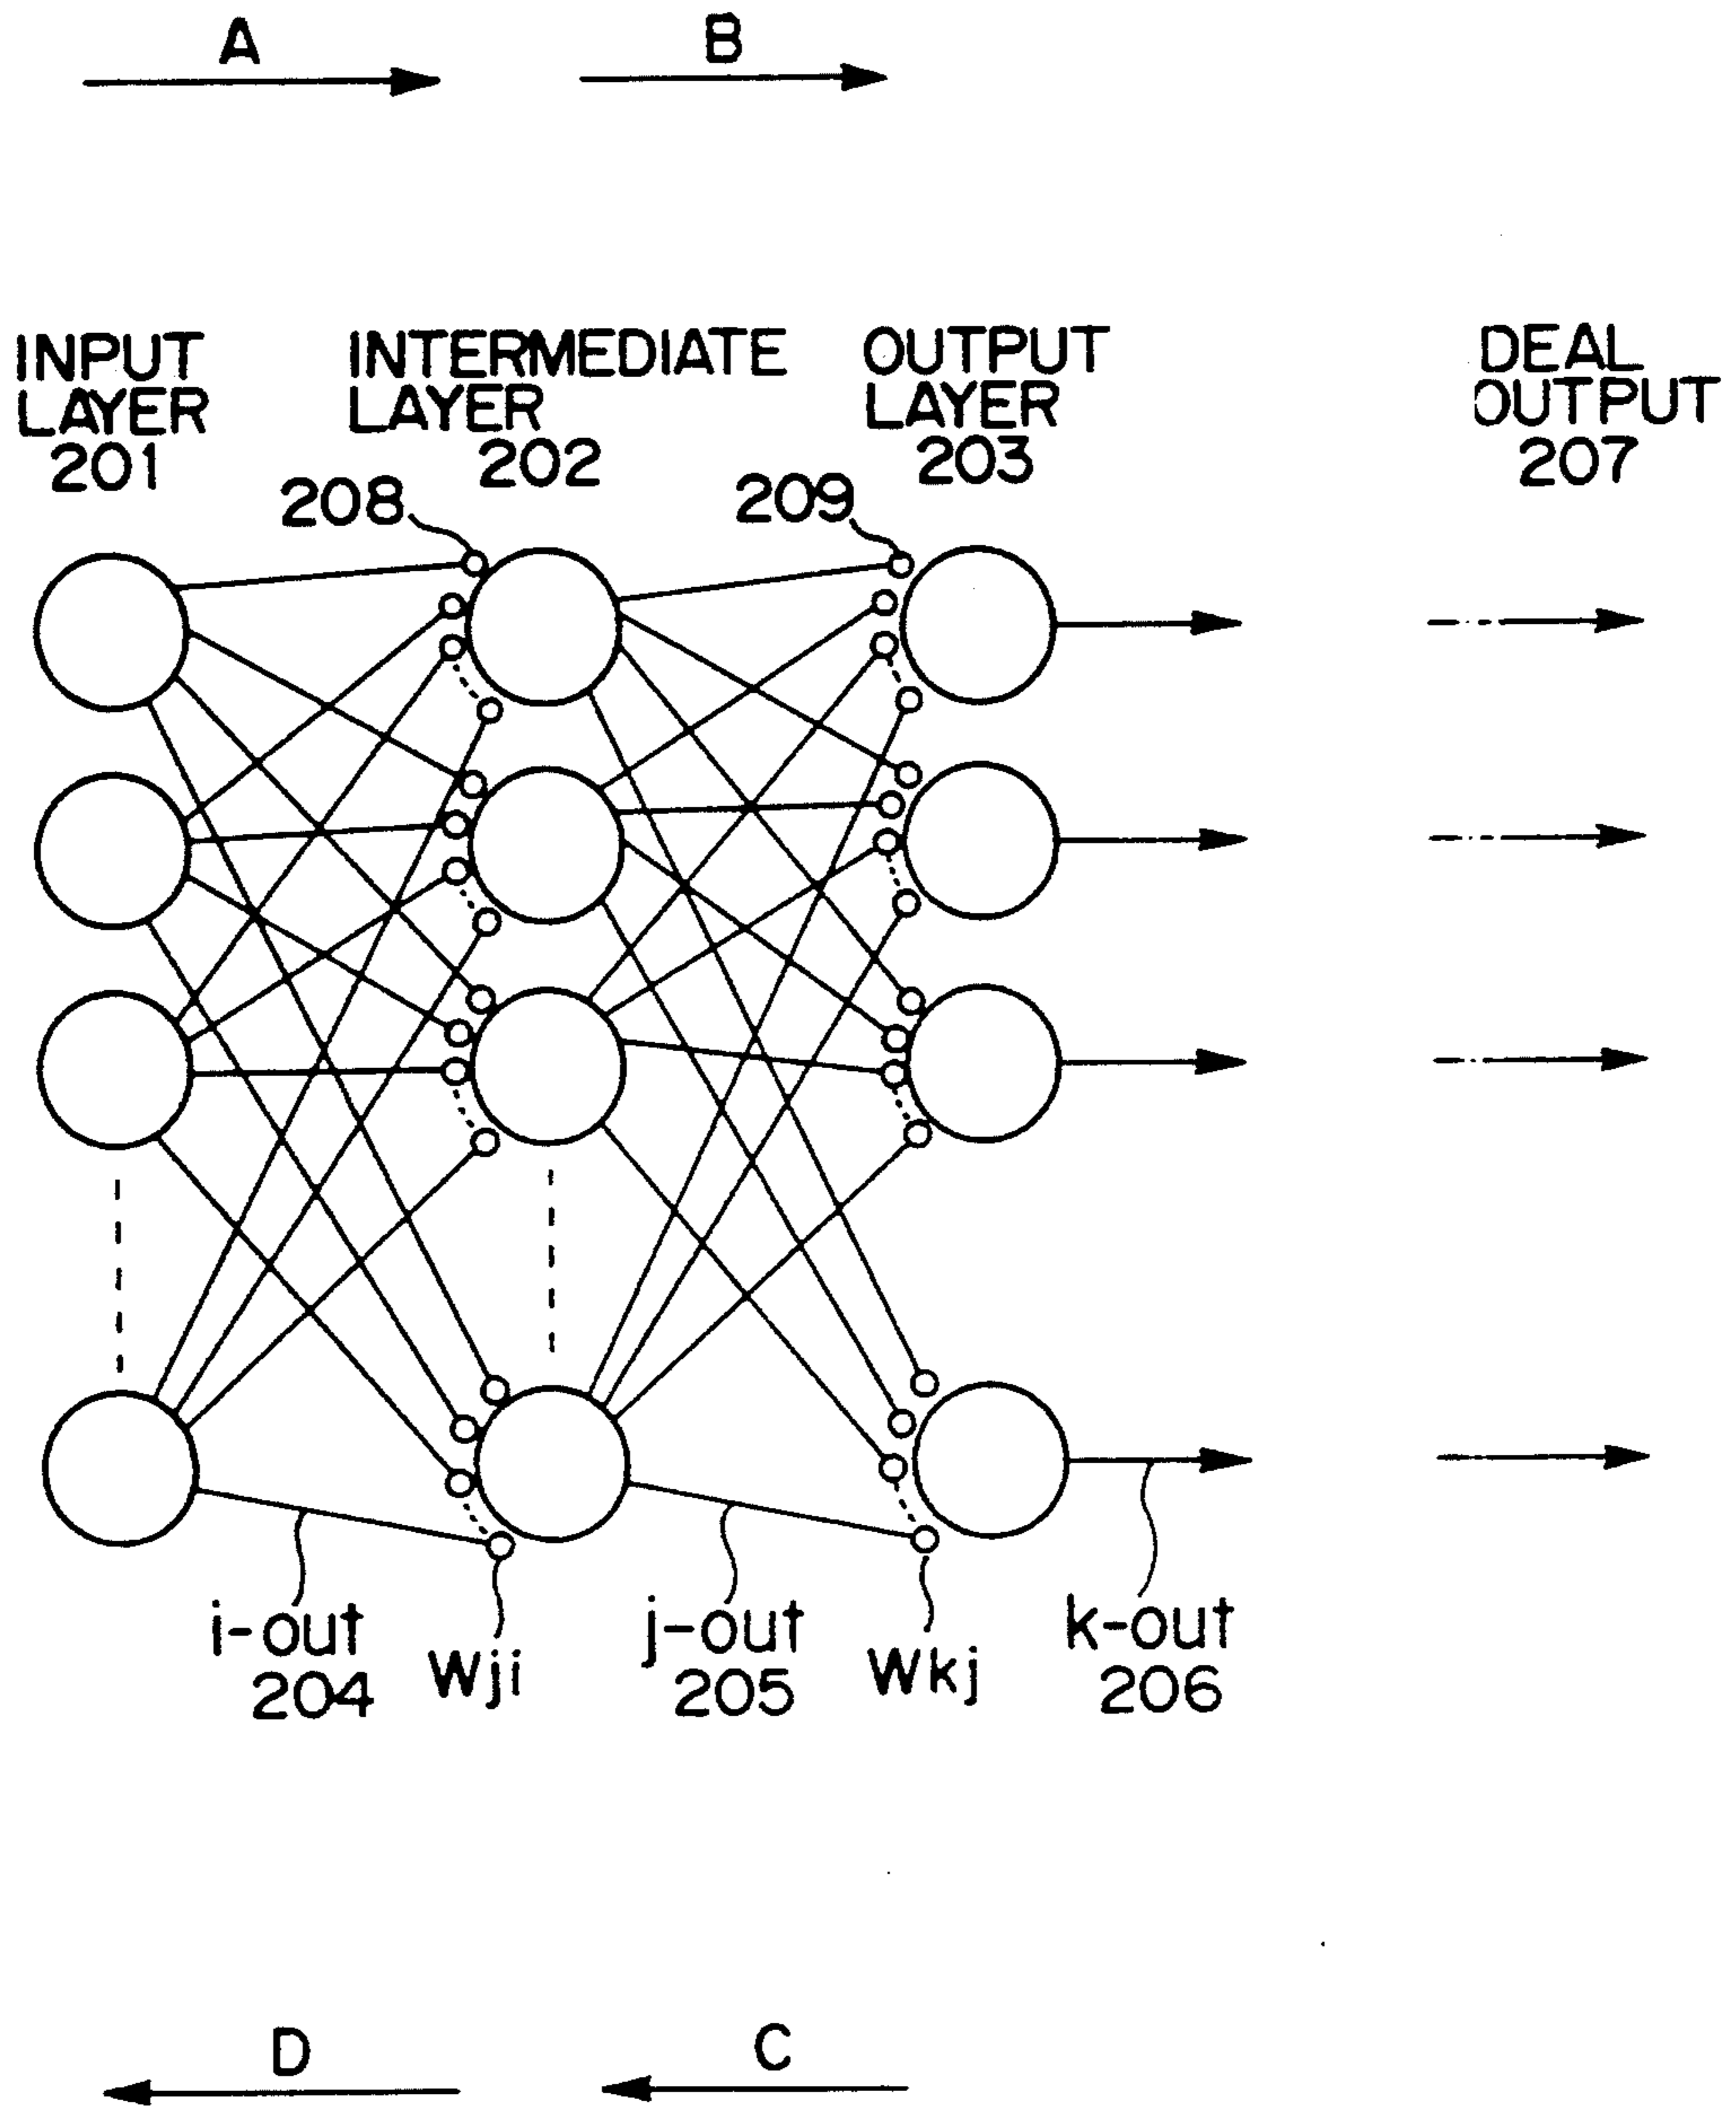 A
B
INPUT
LAYER
201
INTERMEDIATE
LAYER
202
OUTPUT
LAYER
203
DEAL
OUTPUT
207
208
209
i-out
204
Wji
j-out
205
Wkj
k-out
206
D
C